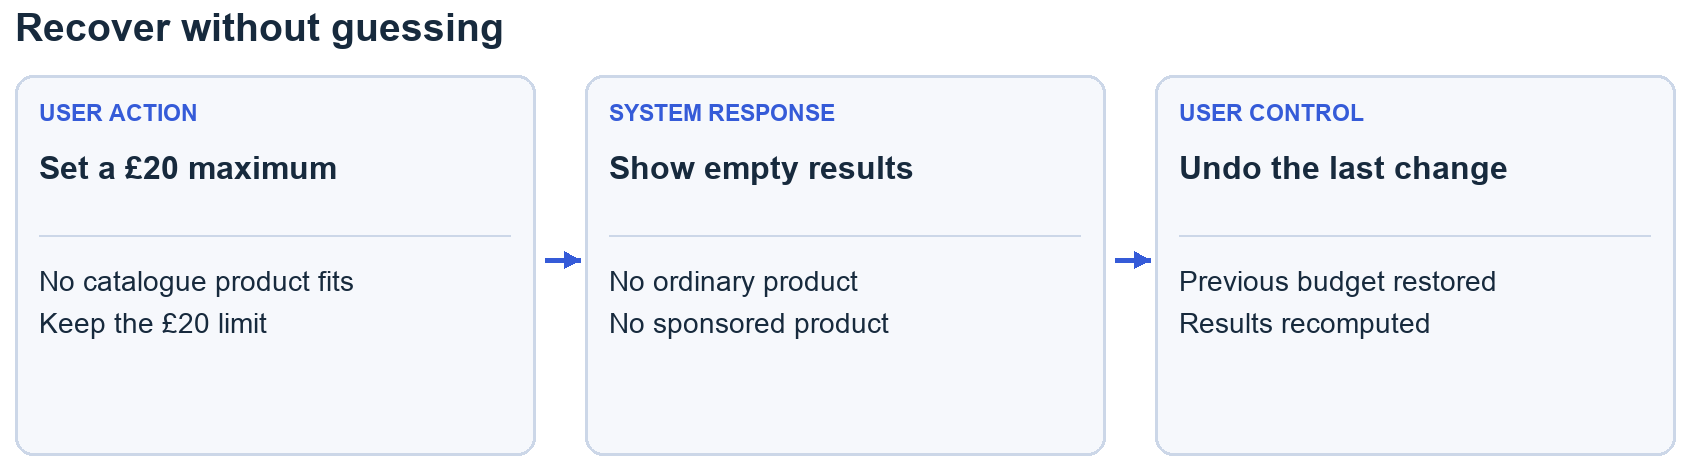 Recover without guessing
USER ACTION
Set a £20 maximum
No catalogue product fits
Keep the £20 limit
SYSTEM RESPONSE
Show empty results
No ordinary product
No sponsored product
USER CONTROL
Undo the last change
Previous budget restored
Results recomputed